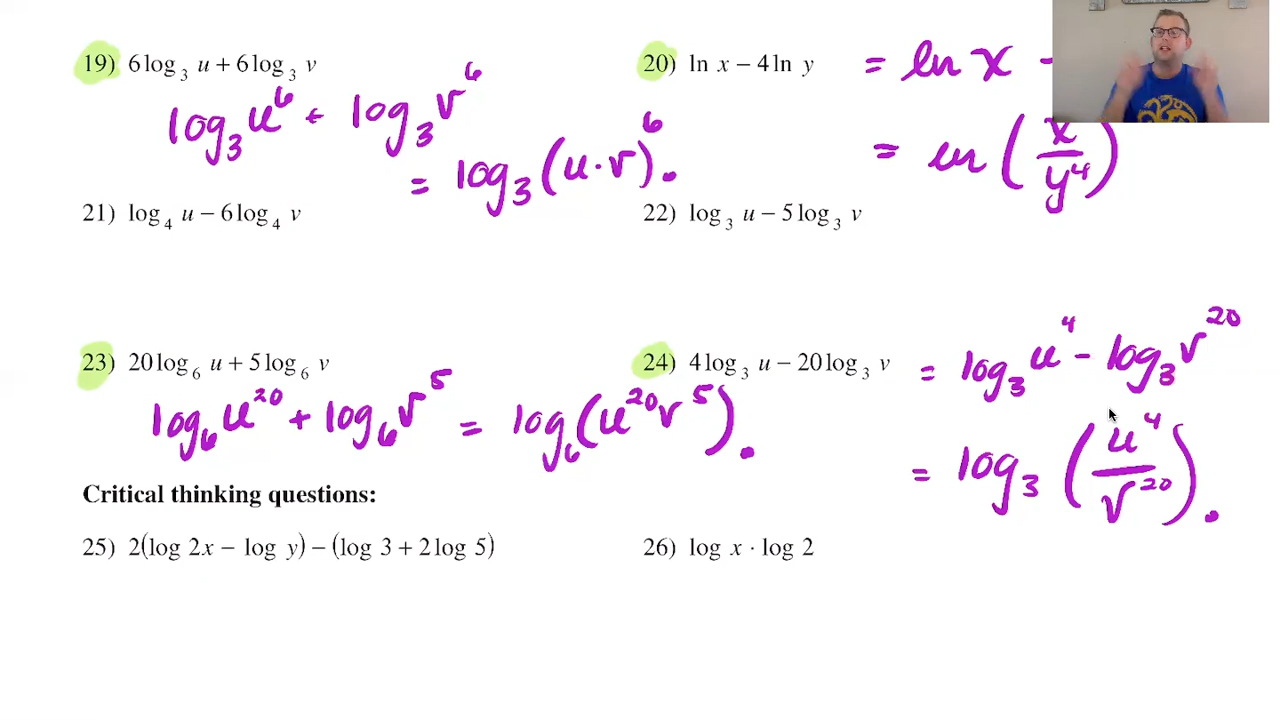 19) 6 log₃ u + 6 log₃ v
log₃ u⁶ + log₃ v⁶
= log₃ (u · v)⁶.
20) ln x − 4 ln y
= ln x -
= ln ( x / y⁴ )
21) log₄ u − 6 log₄ v
22) log₃ u − 5 log₃ v
23) 20 log₆ u + 5 log₆ v
log₆ u²⁰ + log₆ v⁵ = log₆ (u²⁰ v⁵).
24) 4 log₃ u − 20 log₃ v
= log₃ u⁴ - log₃ v²⁰
= log₃ ( u⁴ / v²⁰ ).
Critical thinking questions:
25) 2(log 2x − log y) − (log 3 + 2 log 5)
26) log x · log 2